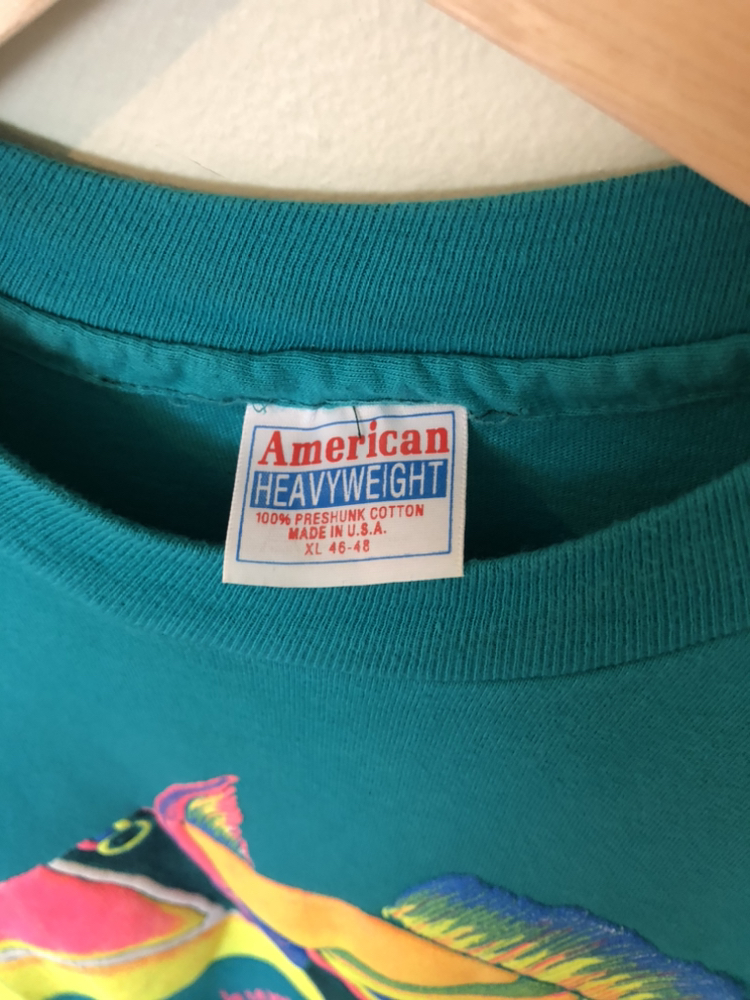 American
HEAVYWEIGHT
100% PRESHUNK COTTON
MADE IN U.S.A.
XL 46-48